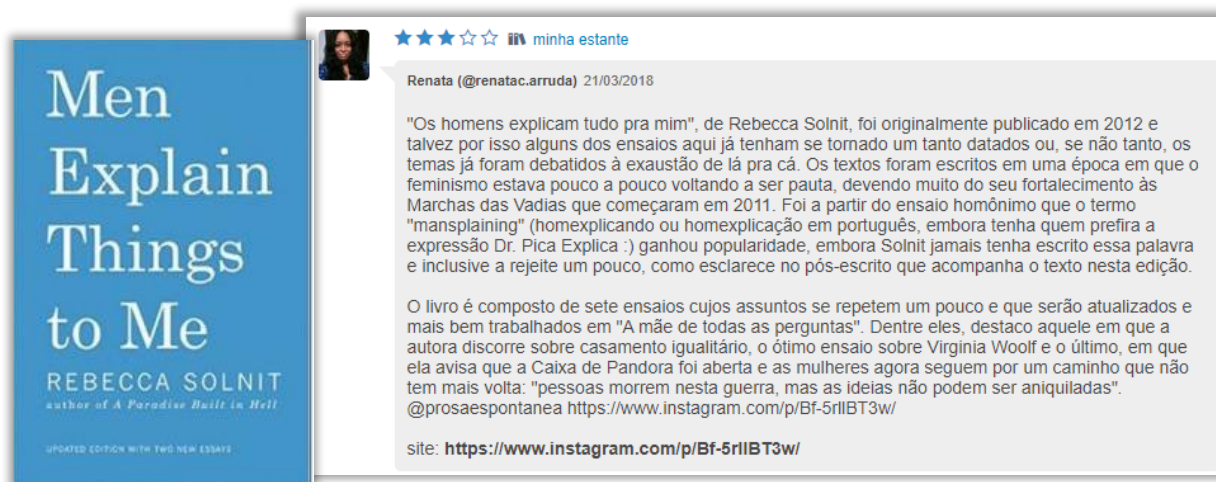 Men
Explain
Things
to Me
REBECCA SOLNIT
author of A Paradise Built in Hell
UPDATED EDITION WITH TWO NEW ESSAYS
minha estante
Renata (@renatac.arruda) 21/03/2018
"Os homens explicam tudo pra mim", de Rebecca Solnit, foi originalmente publicado em 2012 e
talvez por isso alguns dos ensaios aqui já tenham se tornado um tanto datados ou, se não tanto, os
temas já foram debatidos à exaustão de lá pra cá. Os textos foram escritos em uma época em que o
feminismo estava pouco a pouco voltando a ser pauta, devendo muito do seu fortalecimento às
Marchas das Vadias que começaram em 2011. Foi a partir do ensaio homônimo que o termo
"mansplaining" (homexplicando ou homexplicação em português, embora tenha quem prefira a
expressão Dr. Pica Explica :) ganhou popularidade, embora Solnit jamais tenha escrito essa palavra
e inclusive a rejeite um pouco, como esclarece no pós-escrito que acompanha o texto nesta edição.
O livro é composto de sete ensaios cujos assuntos se repetem um pouco e que serão atualizados e
mais bem trabalhados em "A mãe de todas as perguntas". Dentre eles, destaco aquele em que a
autora discorre sobre casamento igualitário, o ótimo ensaio sobre Virginia Woolf e o último, em que
ela avisa que a Caixa de Pandora foi aberta e as mulheres agora seguem por um caminho que não
tem mais volta: "pessoas morrem nesta guerra, mas as ideias não podem ser aniquiladas".
@prosaespontanea https://www.instagram.com/p/Bf-5rIlBT3w/
site: https://www.instagram.com/p/Bf-5rIlBT3w/